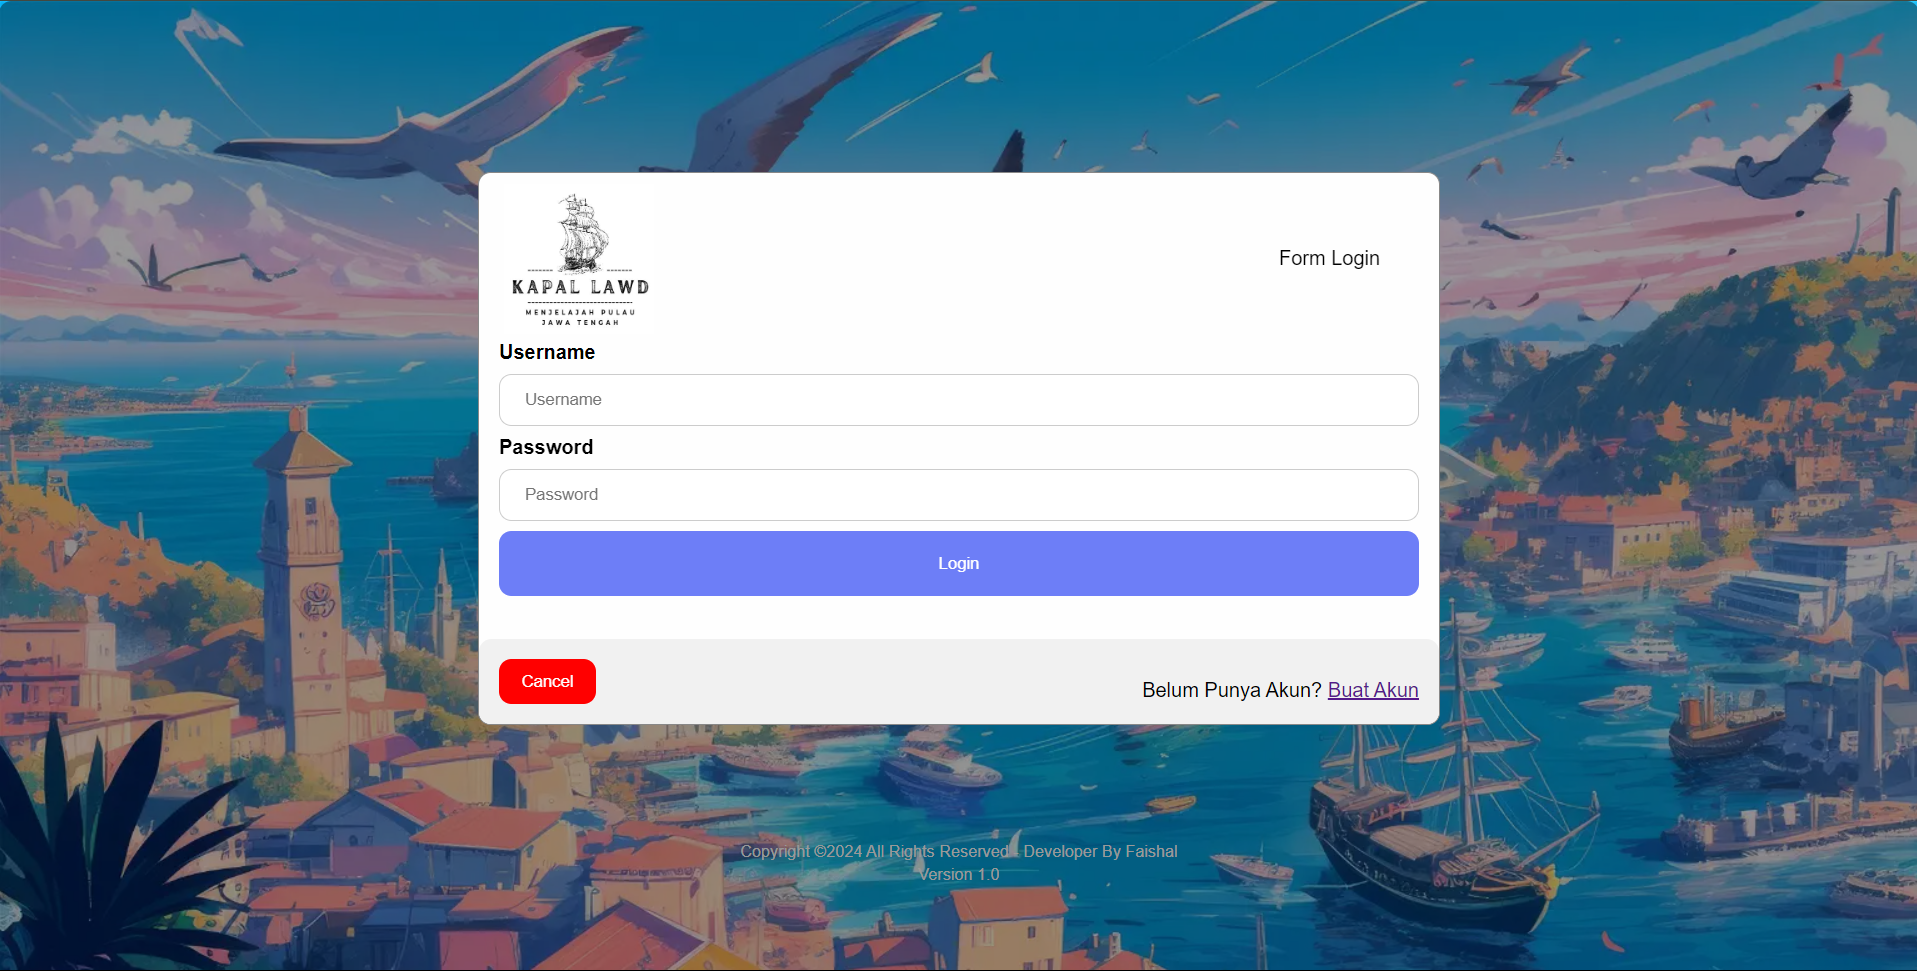 KAPAL LAWD
MENJELAJAH PULAU
JAWA TENGAH
Form Login
Username
Username
Password
Password
Login
Cancel
Belum Punya Akun? Buat Akun
Copyright ©2024 All Rights Reserved - Developer By Faishal
Version 1.0